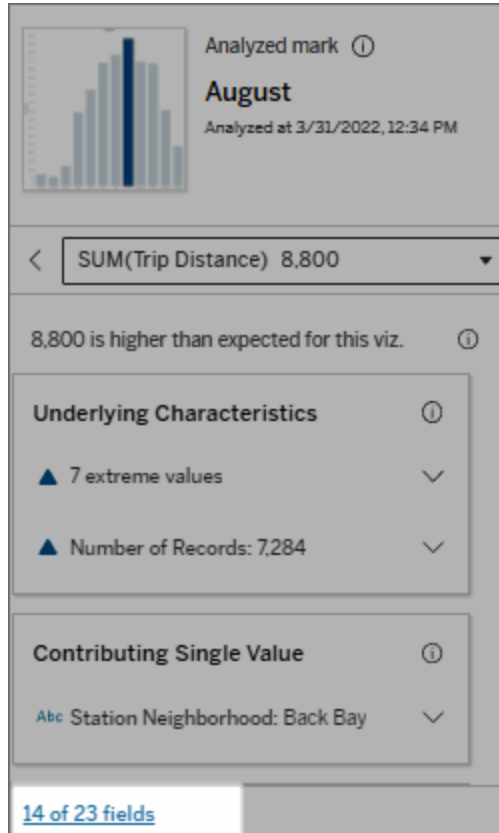 Analyzed mark
August
Analyzed at 3/31/2022, 12:34 PM
SUM(Trip Distance) 8,800
8,800 is higher than expected for this viz.
Underlying Characteristics
7 extreme values
Number of Records: 7,284
Contributing Single Value
Abc Station Neighborhood: Back Bay
14 of 23 fields